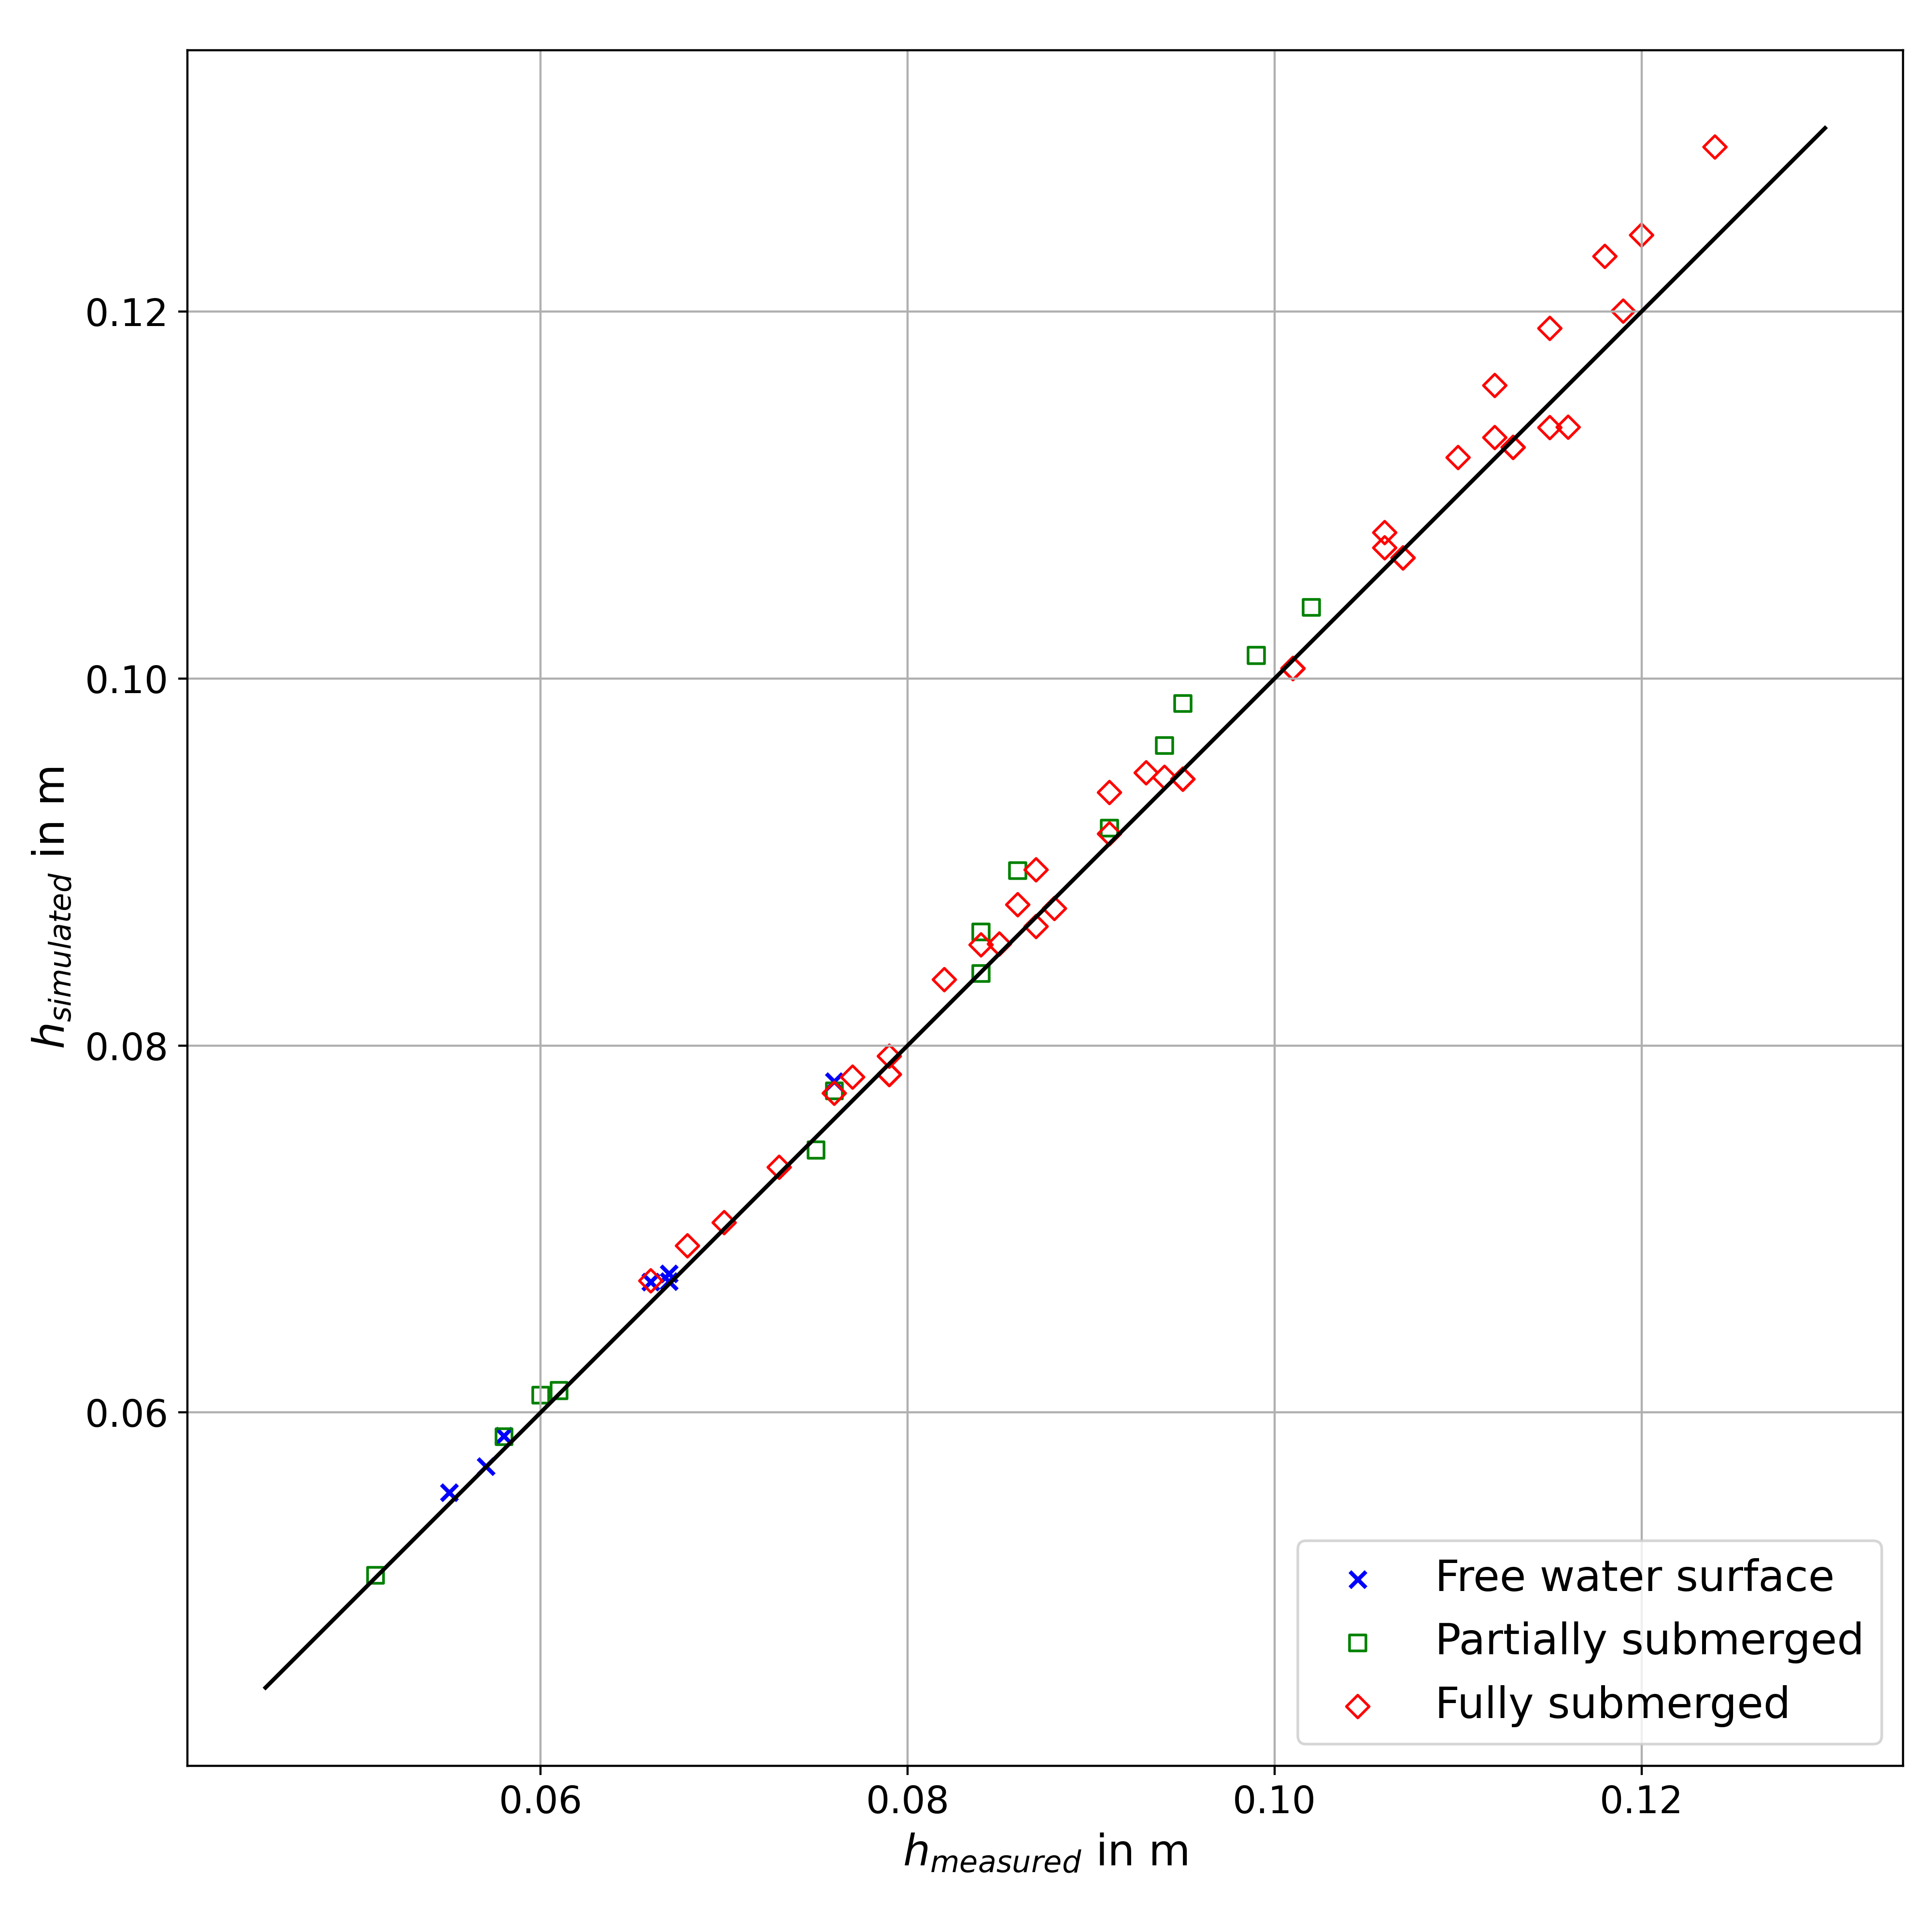 0.12
0.10
0.08
0.06
h_simulated in m
0.06 0.08 0.10 0.12
h_measured in m
Free water surface
Partially submerged
Fully submerged